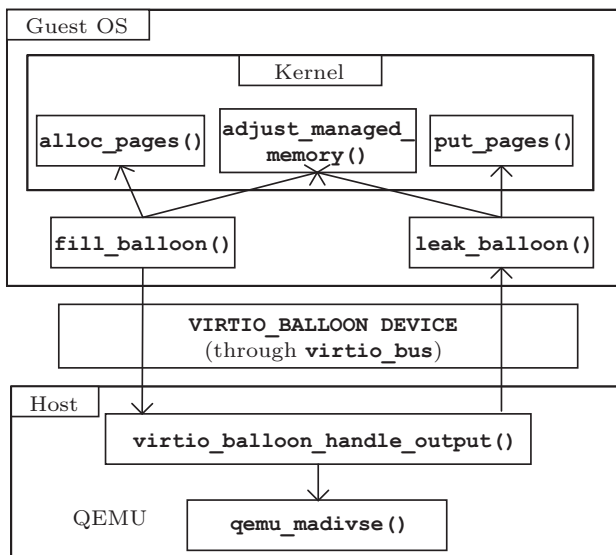 Guest OS
Kernel
alloc_pages()
adjust_managed_
memory()
put_pages()
fill_balloon()
leak_balloon()
VIRTIO_BALLOON DEVICE
(through virtio_bus)
Host
virtio_balloon_handle_output()
QEMU
qemu_madivse()